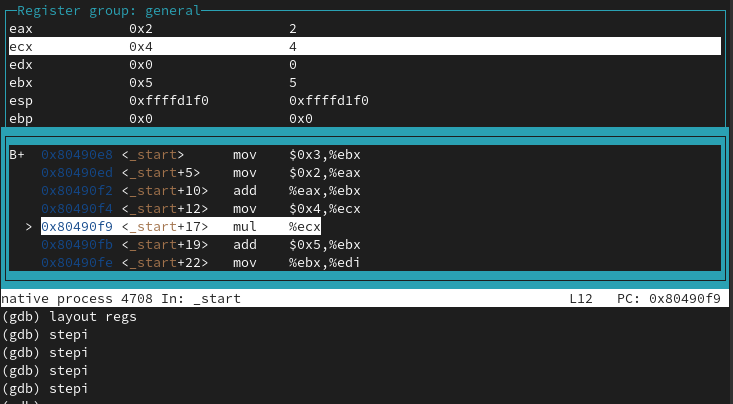 Register group: general
eax 0x2 2
ecx 0x4 4
edx 0x0 0
ebx 0x5 5
esp 0xffffd1f0 0xffffd1f0
ebp 0x0 0x0
B+ 0x80490e8 <_start> mov $0x3,%ebx
0x80490ed <_start+5> mov $0x2,%eax
0x80490f2 <_start+10> add %eax,%ebx
0x80490f4 <_start+12> mov $0x4,%ecx
> 0x80490f9 <_start+17> mul %ecx
0x80490fb <_start+19> add $0x5,%ebx
0x80490fe <_start+22> mov %ebx,%edi
native process 4708 In: _start L12 PC: 0x80490f9
(gdb) layout regs
(gdb) stepi
(gdb) stepi
(gdb) stepi
(gdb) stepi